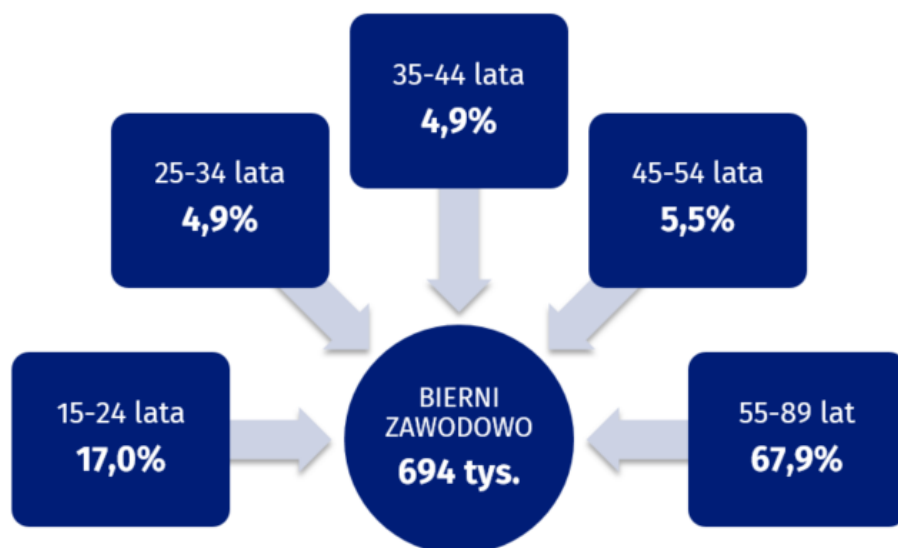 35-44 lata
4,9%
25-34 lata
4,9%
45-54 lata
5,5%
15-24 lata
17,0%
BIERNI
ZAWODOWO
694 tys.
55-89 lat
67,9%